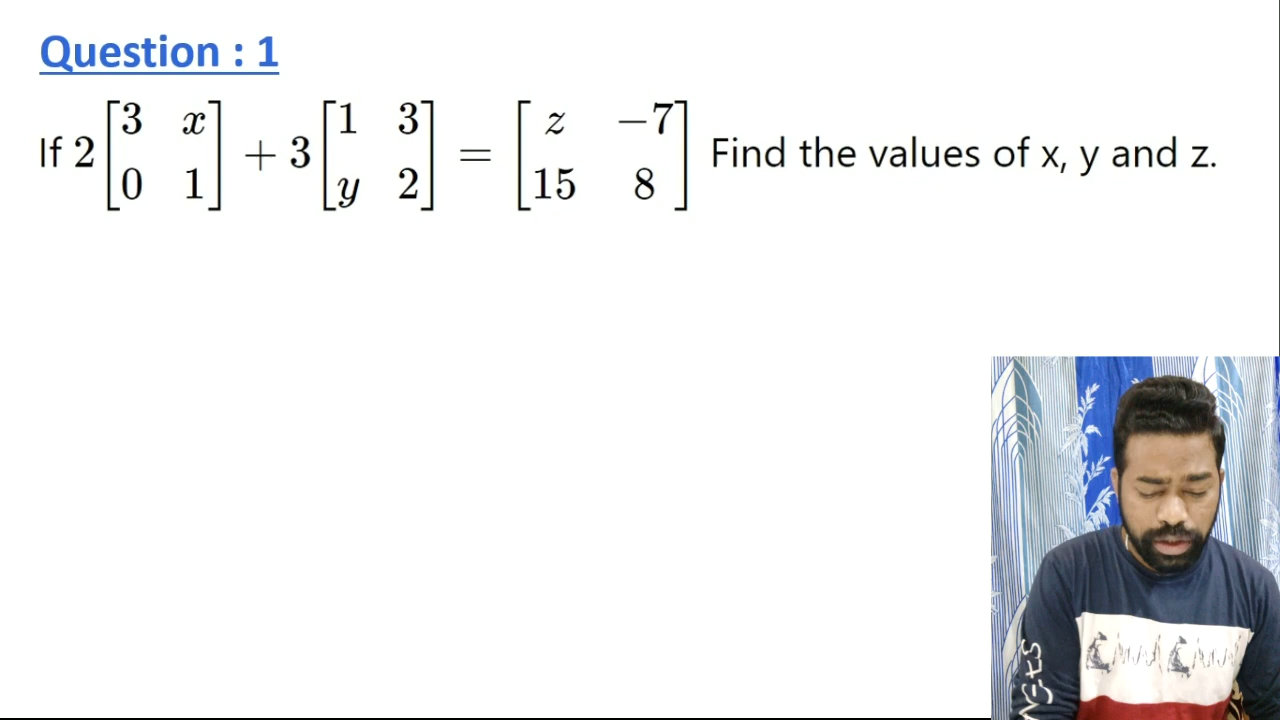 Question : 1
If 2 [3 x; 0 1] + 3 [1 3; y 2] = [z −7; 15 8] Find the values of x, y and z.